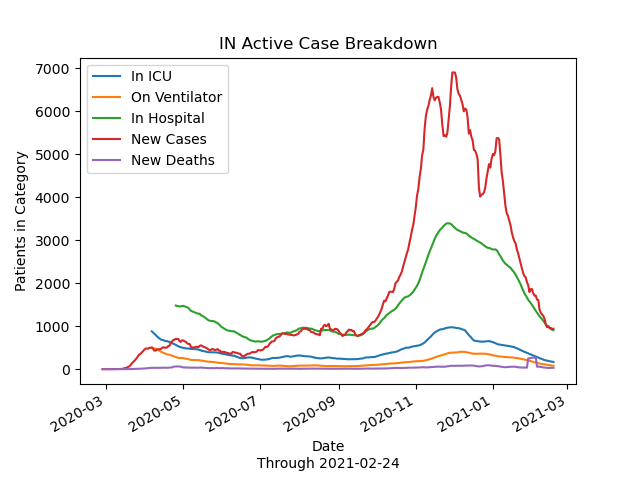 IN Active Case Breakdown
In ICU
On Ventilator
In Hospital
New Cases
New Deaths
Patients in Category
7000
6000
5000
4000
3000
2000
1000
0
2020-03
2020-05
2020-07
2020-09
2020-11
2021-01
2021-03
Date
Through 2021-02-24